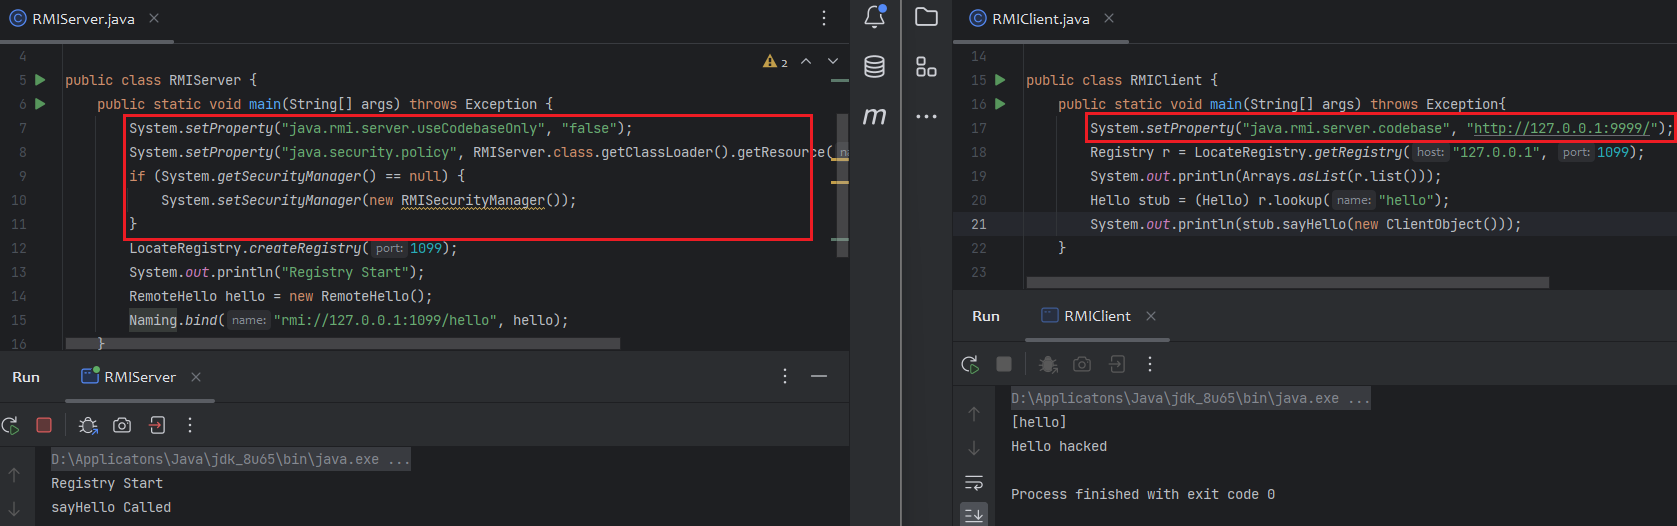 RMIServer.java
4
2
5 public class RMIServer {
6 public static void main(String[] args) throws Exception {
7 System.setProperty("java.rmi.server.useCodebaseOnly", "false");
8 System.setProperty("java.security.policy", RMIServer.class.getClassLoader().getResource(
9 if (System.getSecurityManager() == null) {
10 System.setSecurityManager(new RMISecurityManager());
11 }
12 LocateRegistry.createRegistry( port: 1099);
13 System.out.println("Registry Start");
14 RemoteHello hello = new RemoteHello();
15 Naming.bind( name: "rmi://127.0.0.1:1099/hello", hello);
16 }
Run RMIServer
D:\Applicatons\Java\jdk_8u65\bin\java.exe ...
Registry Start
sayHello Called
m
RMIClient.java
14
15 public class RMIClient {
16 public static void main(String[] args) throws Exception{
17 System.setProperty("java.rmi.server.codebase", "http://127.0.0.1:9999/");
18 Registry r = LocateRegistry.getRegistry( host: "127.0.0.1", port: 1099);
19 System.out.println(Arrays.asList(r.list()));
20 Hello stub = (Hello) r.lookup( name: "hello");
21 System.out.println(stub.sayHello(new ClientObject()));
22 }
23
Run RMIClient
D:\Applicatons\Java\jdk_8u65\bin\java.exe ...
[hello]
Hello hacked
Process finished with exit code 0